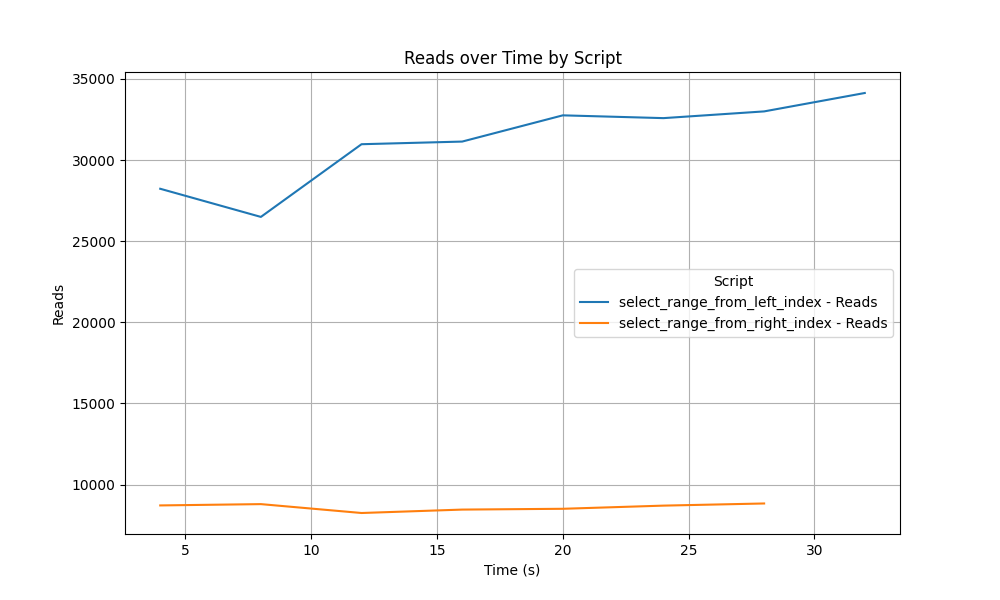 Reads over Time by Script
35000
30000
25000
20000
15000
10000
Reads
Script
select_range_from_left_index - Reads
select_range_from_right_index - Reads
5
10
15
20
25
30
Time (s)